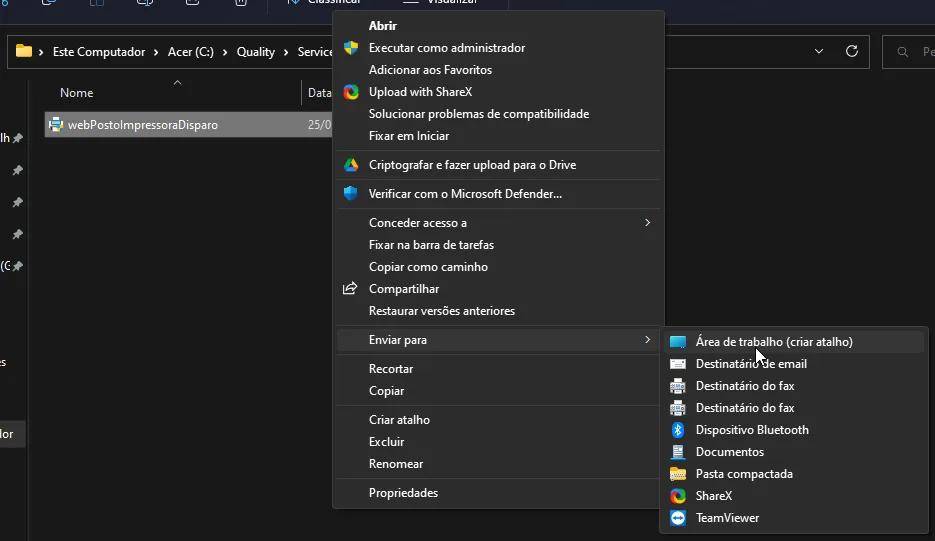 Classificar
Visualizar
Este Computador
Acer (C:)
Quality
Service
Pe
Nome
Data
webPostoImpressoraDisparo
25/0
lh
(G
es
dor
Abrir
Executar como administrador
Adicionar aos Favoritos
Upload with ShareX
Solucionar problemas de compatibilidade
Fixar em Iniciar
Criptografar e fazer upload para o Drive
Verificar com o Microsoft Defender...
Conceder acesso a
Fixar na barra de tarefas
Copiar como caminho
Compartilhar
Restaurar versões anteriores
Enviar para
Recortar
Copiar
Criar atalho
Excluir
Renomear
Propriedades
Área de trabalho (criar atalho)
Destinatário de email
Destinatário do fax
Destinatário do fax
Dispositivo Bluetooth
Documentos
Pasta compactada
ShareX
TeamViewer